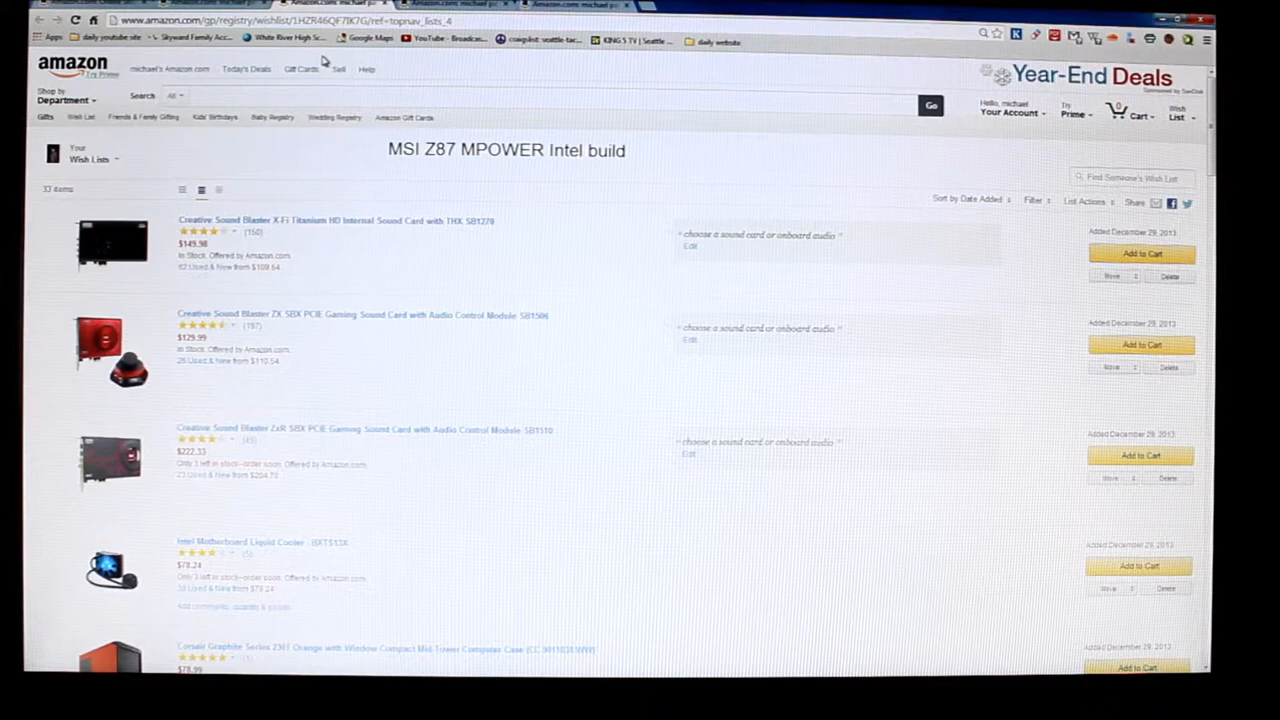 www.amazon.com/gp/registry/wishlist/1HZR46QF7IK7G/ref=topnav_lists_4
Apps daily youtube site Skyward Family Acc... White River High Sc... Google Maps YouTube - Broadcas... craigslist: seattle-tac... KING 5 TV | Seattle ... daily website
amazon
Try Prime
michael's Amazon.com Today's Deals Gift Cards Sell Help
Year-End Deals
Sponsored by SanDisk
Shop by
Department
Search All
Go
Hello, michael
Your Account
Try
Prime
0
Cart
Wish
List
Gifts Wish List Friends & Family Gifting Kids' Birthdays Baby Registry Wedding Registry Amazon Gift Cards
Your
Wish Lists
MSI Z87 MPOWER Intel build
Find Someone's Wish List
33 items
Sort by Date Added Filter List Actions Share
Creative Sound Blaster X-Fi Titanium HD Internal Sound Card with THX SB1270
(150)
$149.98
In Stock. Offered by Amazon.com.
62 Used & New from $109.64
" choose a sound card or onboard audio "
Edit
Added December 29, 2013
Add to Cart
Move Delete
Creative Sound Blaster ZX SBX PCIE Gaming Sound Card with Audio Control Module SB1506
(197)
$129.99
In Stock. Offered by Amazon.com.
26 Used & New from $110.54
" choose a sound card or onboard audio "
Edit
Added December 29, 2013
Add to Cart
Move Delete
Creative Sound Blaster ZxR SBX PCIE Gaming Sound Card with Audio Control Module SB1510
(45)
$222.33
Only 3 left in stock--order soon. Offered by Amazon.com.
23 Used & New from $204.75
" choose a sound card or onboard audio "
Edit
Added December 29, 2013
Add to Cart
Move Delete
Intel Motherboard Liquid Cooler - BXTS13X
(5)
$78.24
Only 3 left in stock--order soon. Offered by Amazon.com.
Used & New from $78.24
Add comments, quantity & priority
Added December 29, 2013
Add to Cart
Move Delete
Corsair Graphite Series 230T Orange with Window Compact Mid Tower Computer Case (CC-9011038-WW)
(1)
$78.99
Added December 29, 2013
Add to Cart